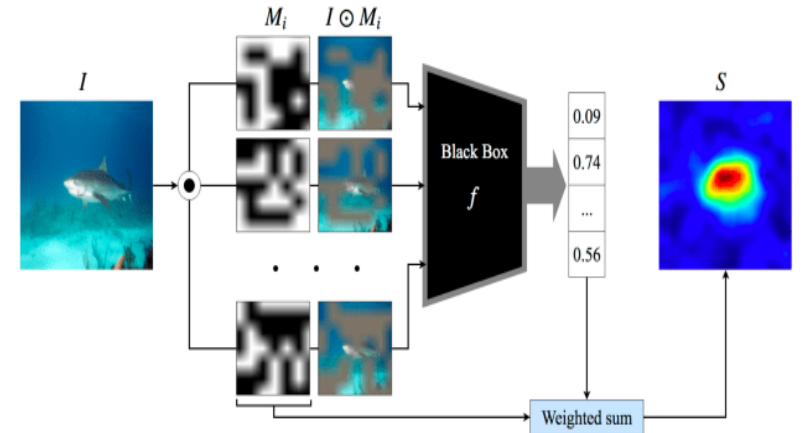 I
M_i
I ⊙ M_i
Black Box
f
0.09
0.74
...
0.56
S
Weighted sum